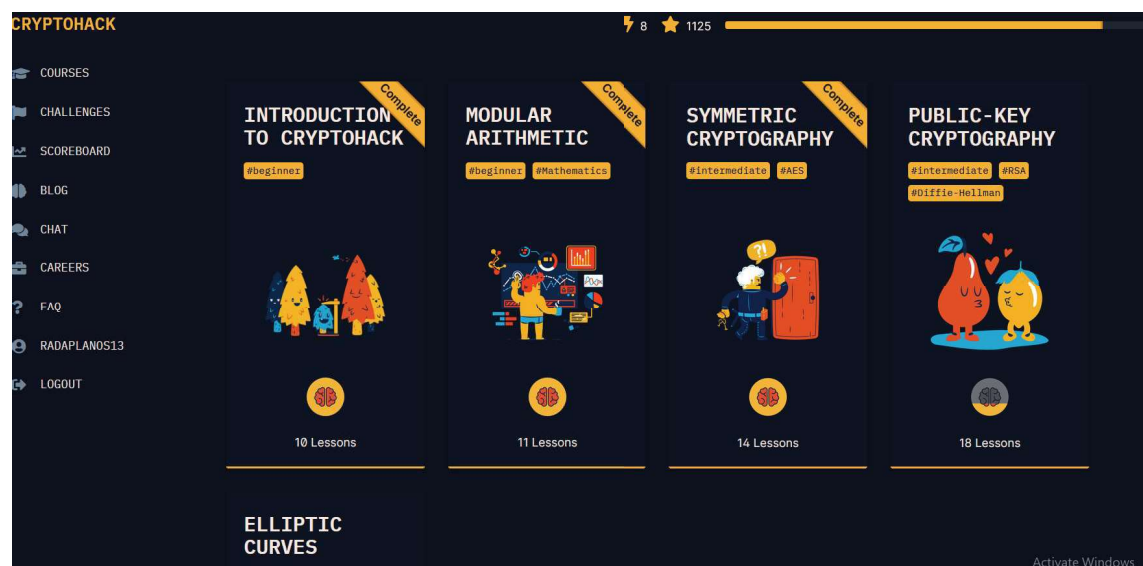 CRYPTOHACK
8 1125
COURSES
CHALLENGES
SCOREBOARD
BLOG
CHAT
CAREERS
FAQ
RADAPLANOS13
LOGOUT
Complete
INTRODUCTION
TO CRYPTOHACK
#beginner
10 Lessons
Complete
MODULAR
ARITHMETIC
#beginner #Mathematics
11 Lessons
Complete
SYMMETRIC
CRYPTOGRAPHY
#intermediate #AES
?!
14 Lessons
PUBLIC-KEY
CRYPTOGRAPHY
#intermediate #RSA
#Diffie-Hellman
18 Lessons
ELLIPTIC
CURVES
Activate Windows